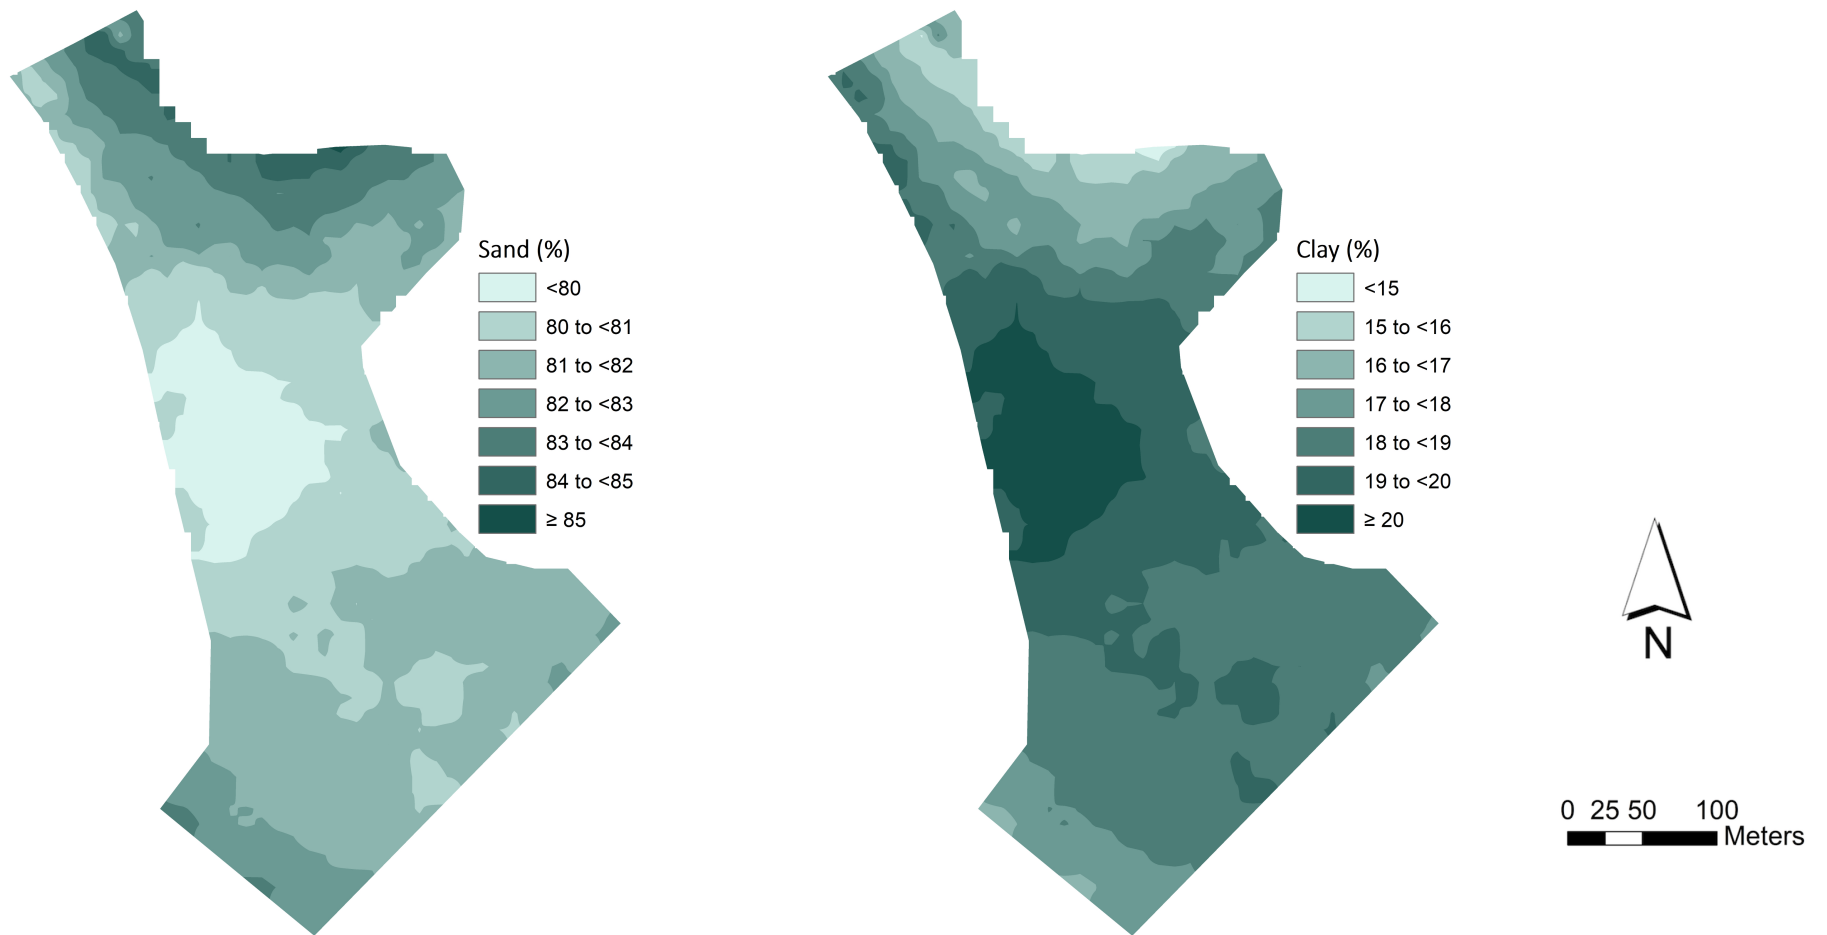 Sand (%)
<80
80 to <81
81 to <82
82 to <83
83 to <84
84 to <85
≥ 85
Clay (%)
<15
15 to <16
16 to <17
17 to <18
18 to <19
19 to <20
≥ 20
N
0 25 50 100
Meters